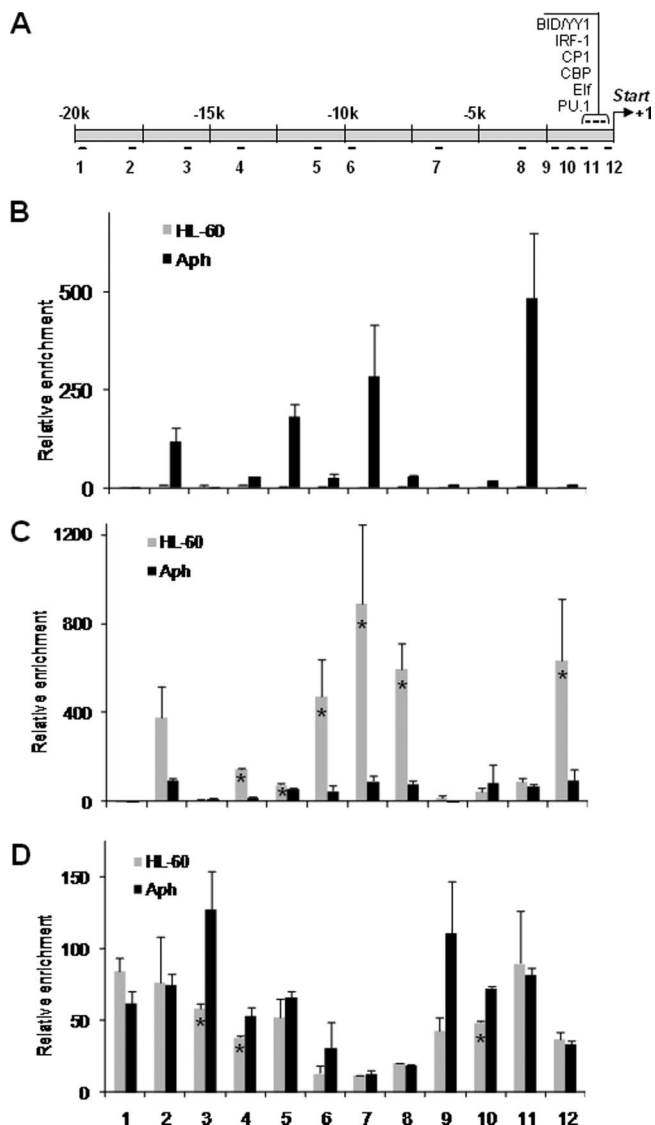 A
BID/YY1
IRF-1
CP1
CBP
Elf
PU.1
Start
+1
-20k -15k -10k -5k
1 2 3 4 5 6 7 8 9 10 11 12
B
HL-60
Aph
Relative enrichment
500
250
0
C
HL-60
Aph
Relative enrichment
1200
800
400
0
* * * * * *
D
HL-60
Aph
Relative enrichment
150
100
50
0
* * *
1 2 3 4 5 6 7 8 9 10 11 12